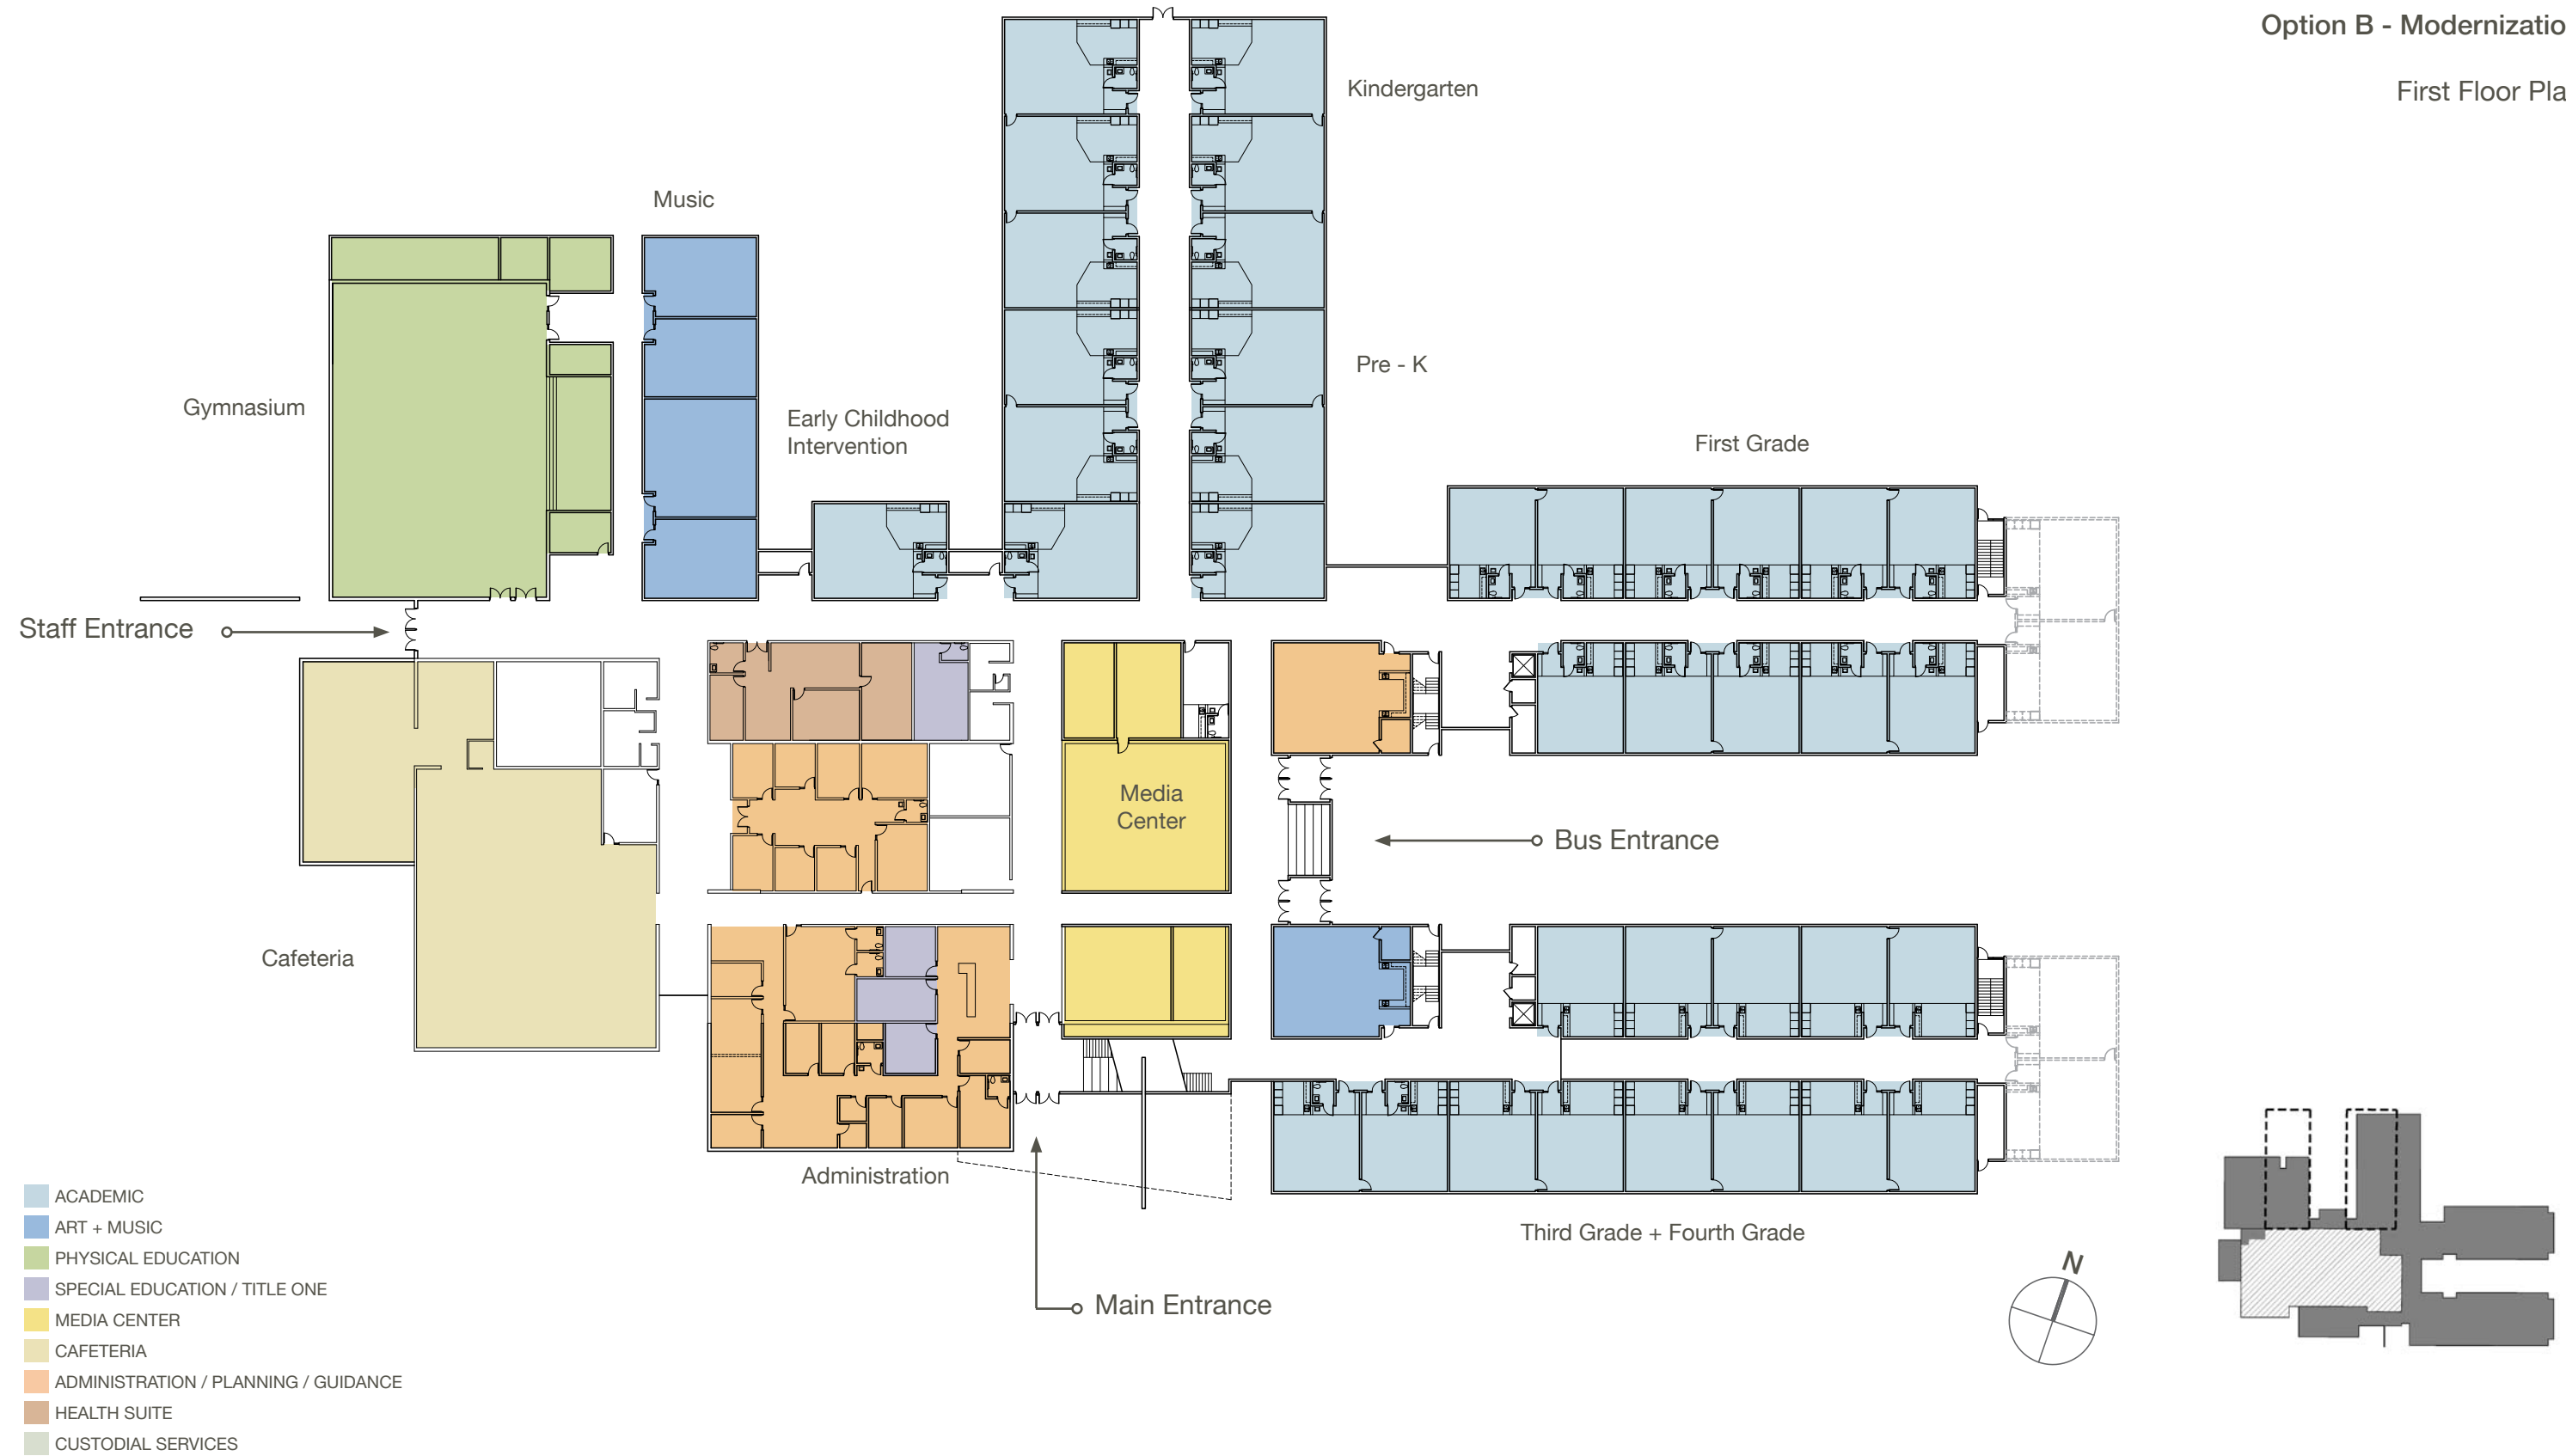 Option B - Modernizatio
First Floor Pla
Kindergarten
Music
Pre - K
Gymnasium
Early Childhood
Intervention
First Grade
Staff Entrance
Media
Center
Bus Entrance
Cafeteria
Administration
Third Grade + Fourth Grade
Main Entrance
N
ACADEMIC
ART + MUSIC
PHYSICAL EDUCATION
SPECIAL EDUCATION / TITLE ONE
MEDIA CENTER
CAFETERIA
ADMINISTRATION / PLANNING / GUIDANCE
HEALTH SUITE
CUSTODIAL SERVICES